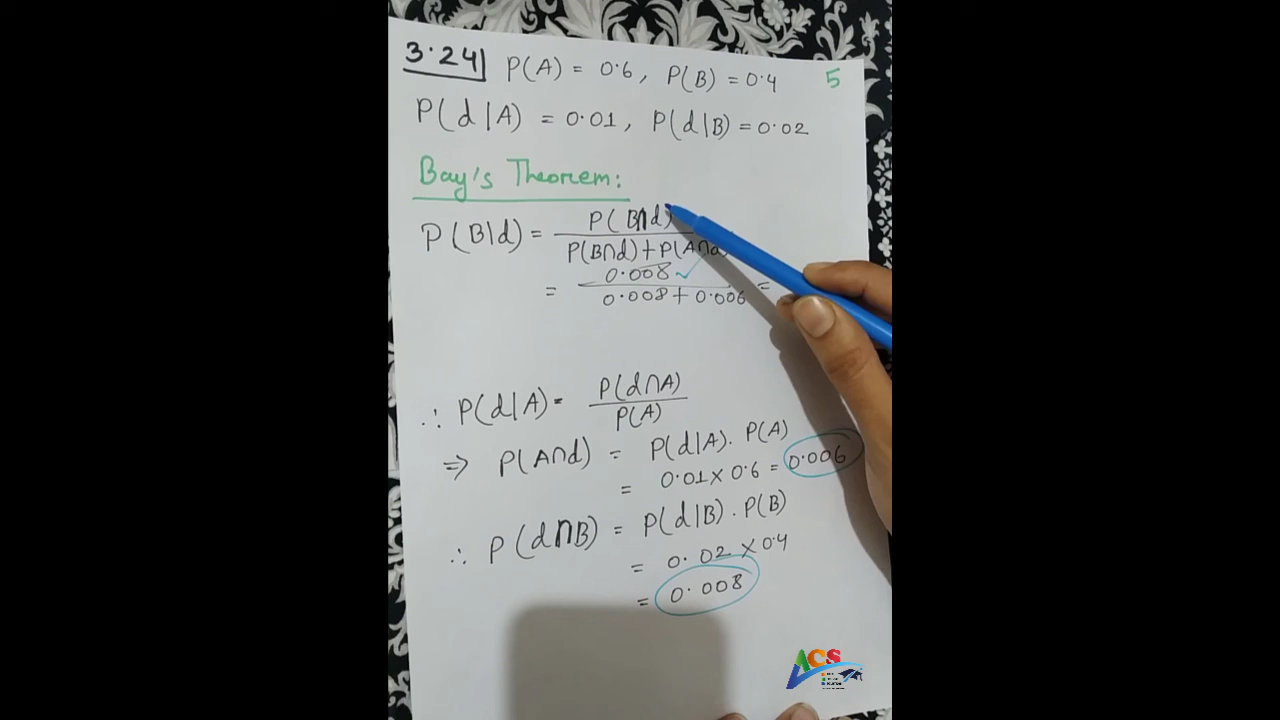 3.24| P(A) = 0.6, P(B) = 0.4 5
P(d|A) = 0.01, P(d|B) = 0.02
Bay's Theorem:
P(B|d) = P(B∩d) / P(B∩d) + P(A∩d)
= 0.008 / 0.008 + 0.006 =
∴ P(d|A) = P(d∩A) / P(A)
⇒ P(A∩d) = P(d|A). P(A)
= 0.01 × 0.6 = 0.006
∴ P(d∩B) = P(d|B). P(B)
= 0.02 × 0.4
= 0.008
ACS